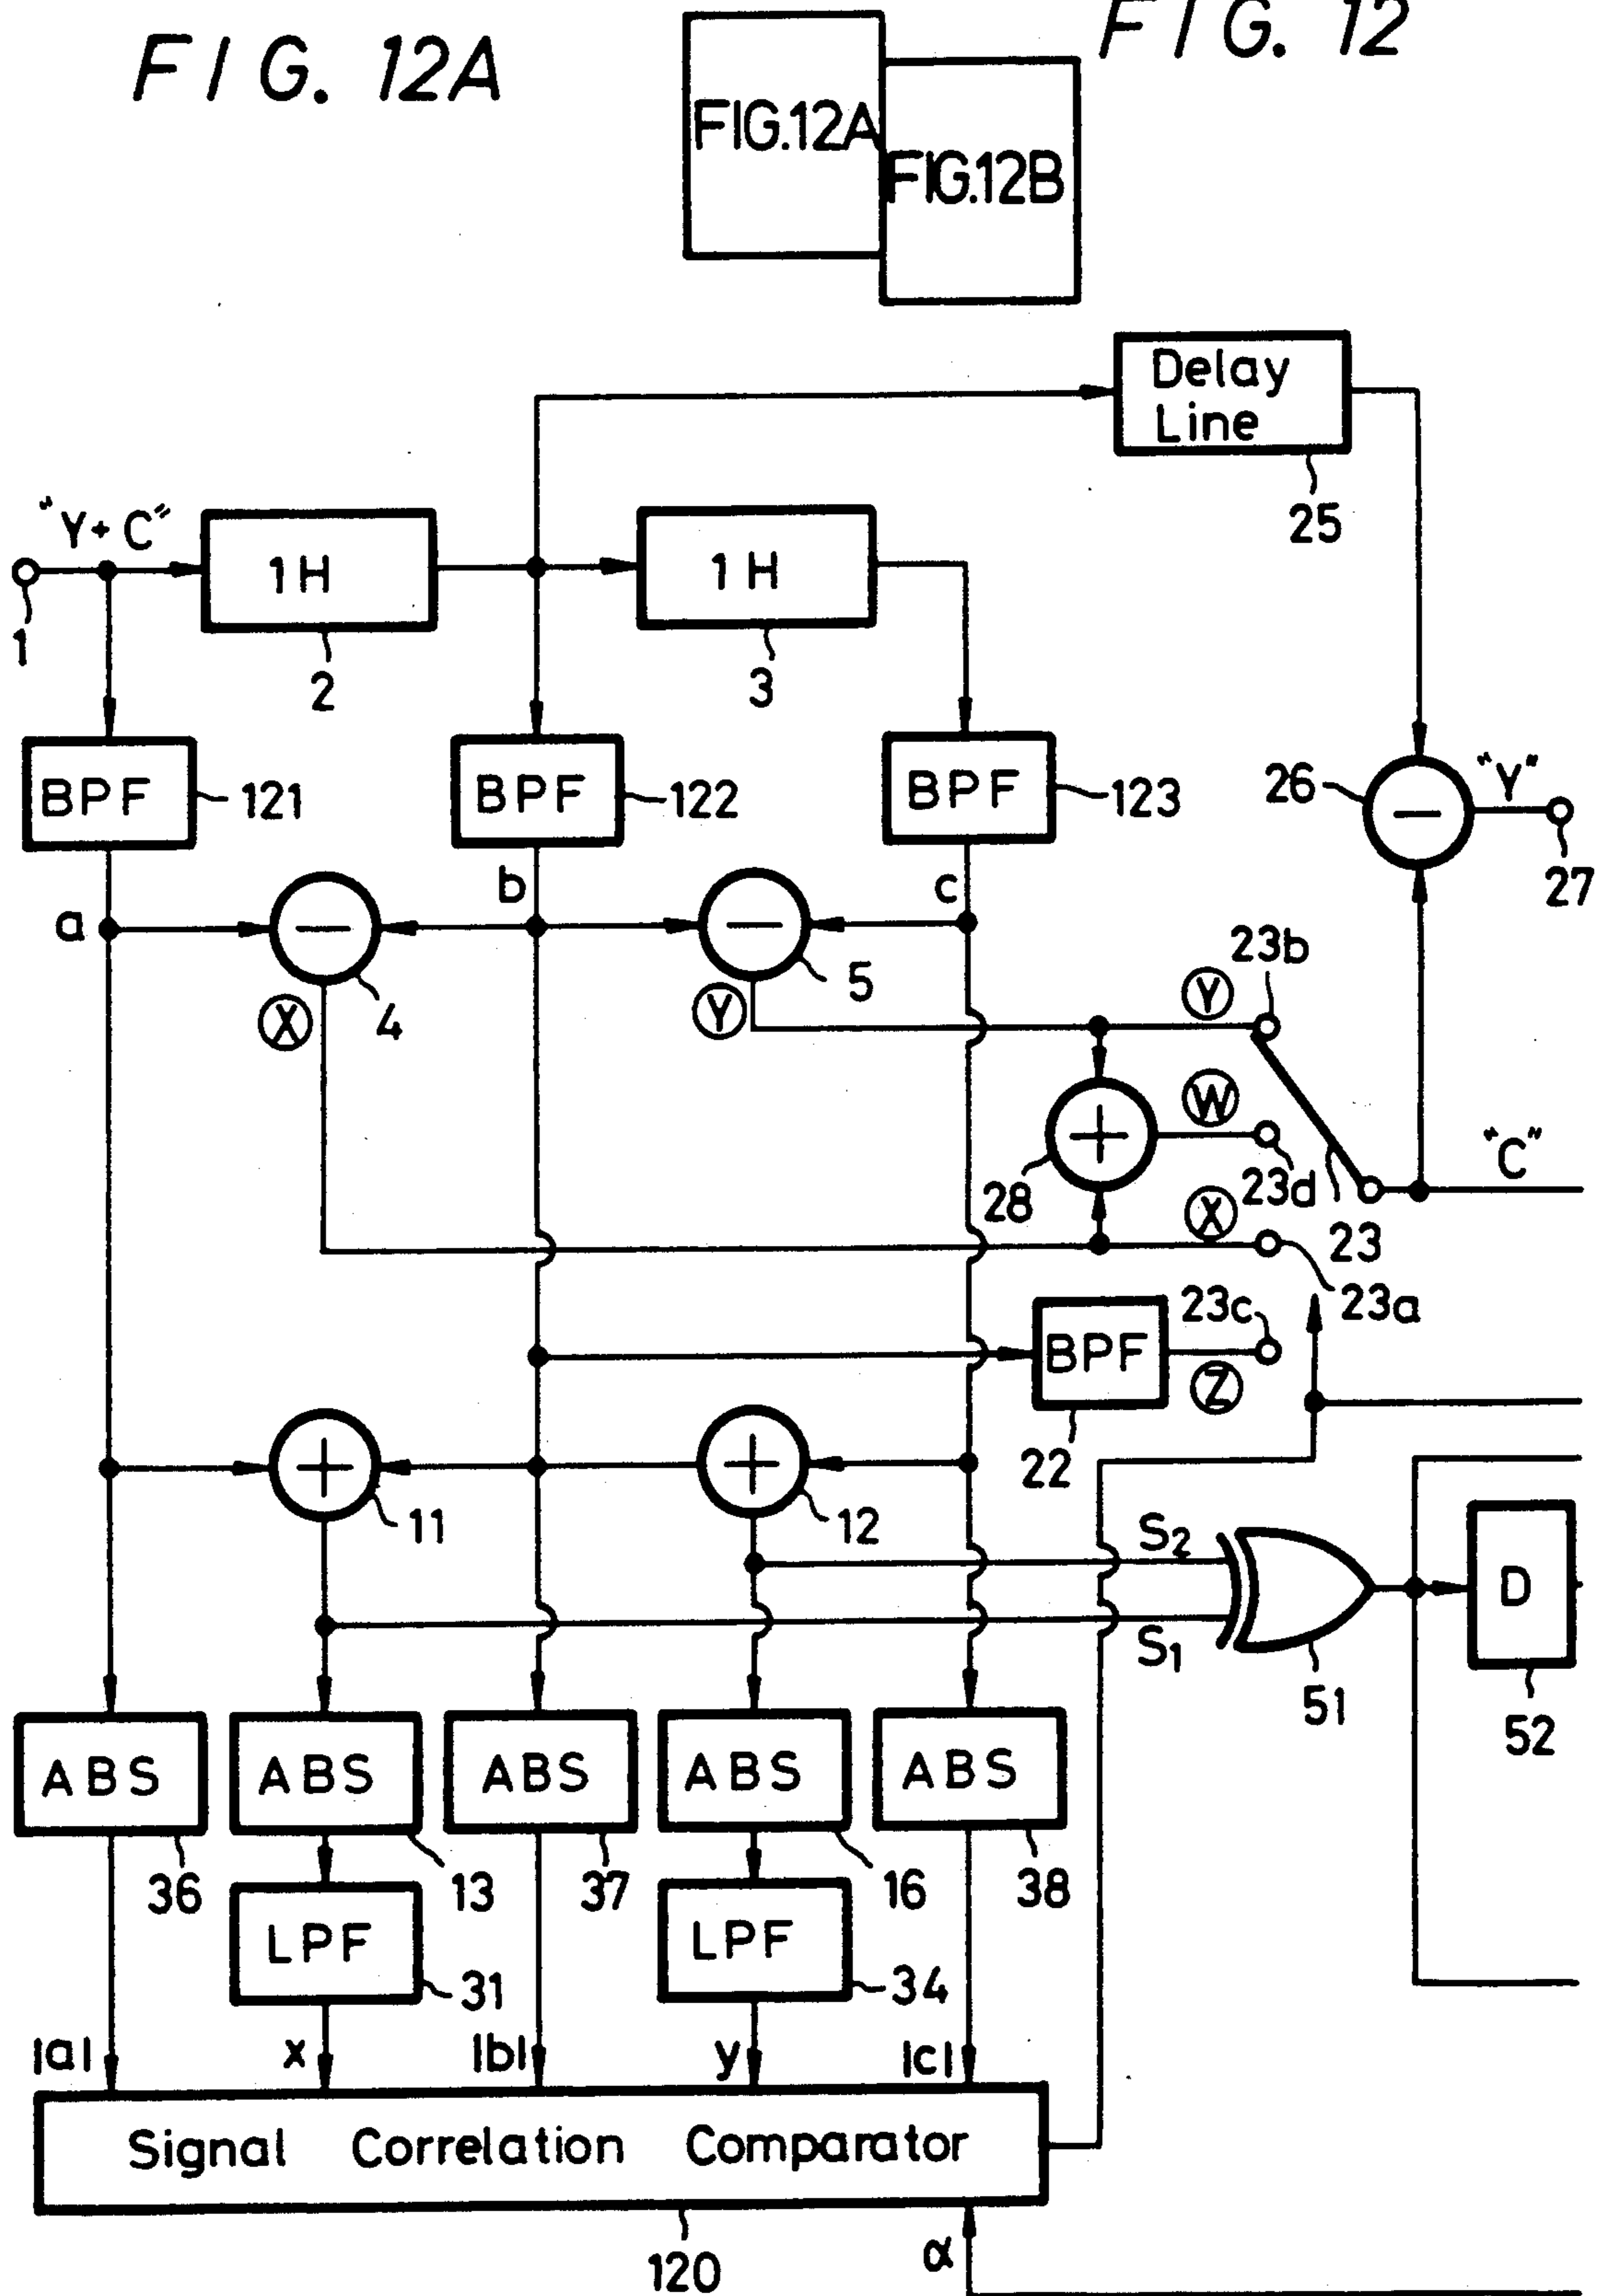 FIG. 12A
FIG. 12
FIG.12A
FIG.12B
Delay
Line
25
"Y+C"
1
1H
2
1H
3
BPF
121
BPF
122
BPF
123
26
"Y"
27
a
b
c
4
5
X
Y
Y
23b
W
28
23d
23
"C"
X
23a
23c
BPF
Z
22
11
12
S2
S1
51
D
52
ABS
36
ABS
13
ABS
37
ABS
16
ABS
38
LPF
31
LPF
34
|a|
x
|b|
y
|c|
Signal Correlation Comparator
120
α